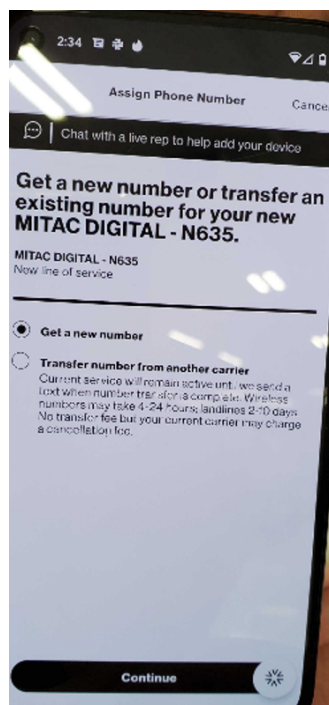 2:34
Assign Phone Number
Cance
Chat with a live rep to help add your device
Get a new number or transfer an
existing number for your new
MITAC DIGITAL - N635.
MITAC DIGITAL - N635
New line of service
Get a new number
Transfer number from another carrier
Current service will remain active until we send a
text when number transfer is complete. Wireless
numbers may take 4-24 hours; landlines 2-10 days
No transfer fee but your current carrier may charge
a cancellation fee.
Continue